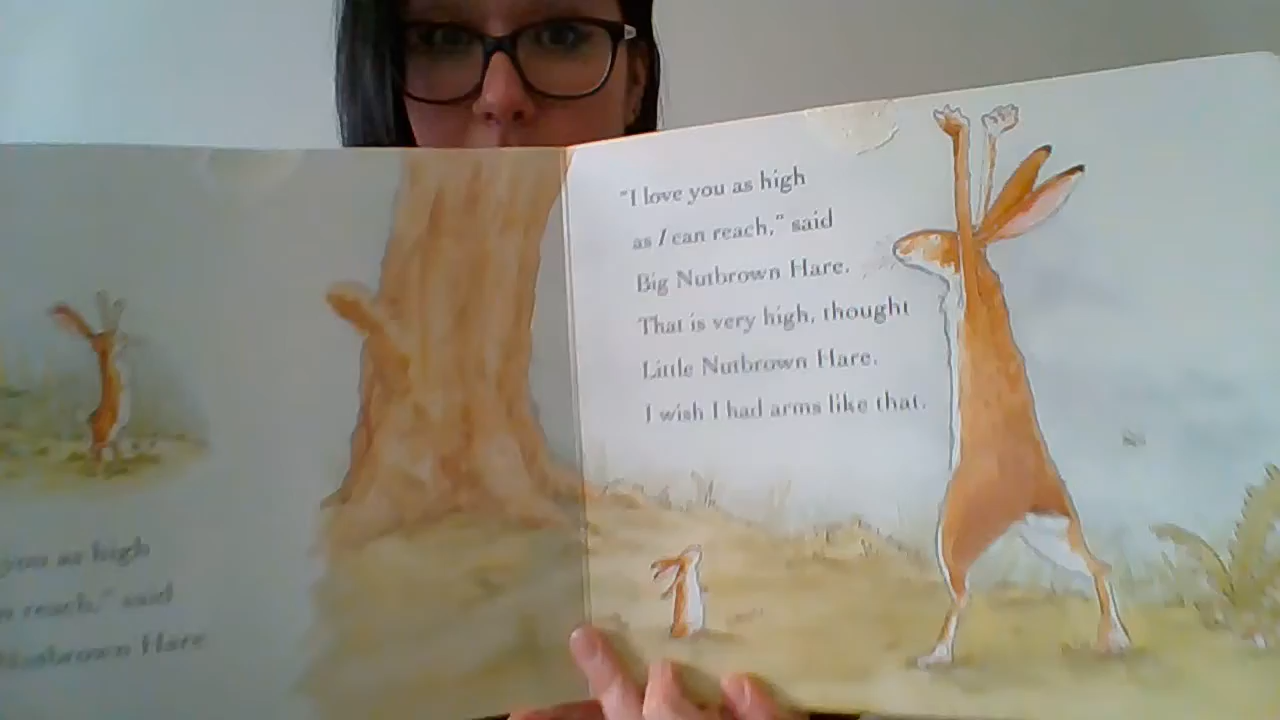 you as high
reach," said
Nutbrown Hare
"I love you as high
as I can reach," said
Big Nutbrown Hare.
That is very high, thought
Little Nutbrown Hare.
I wish I had arms like that.